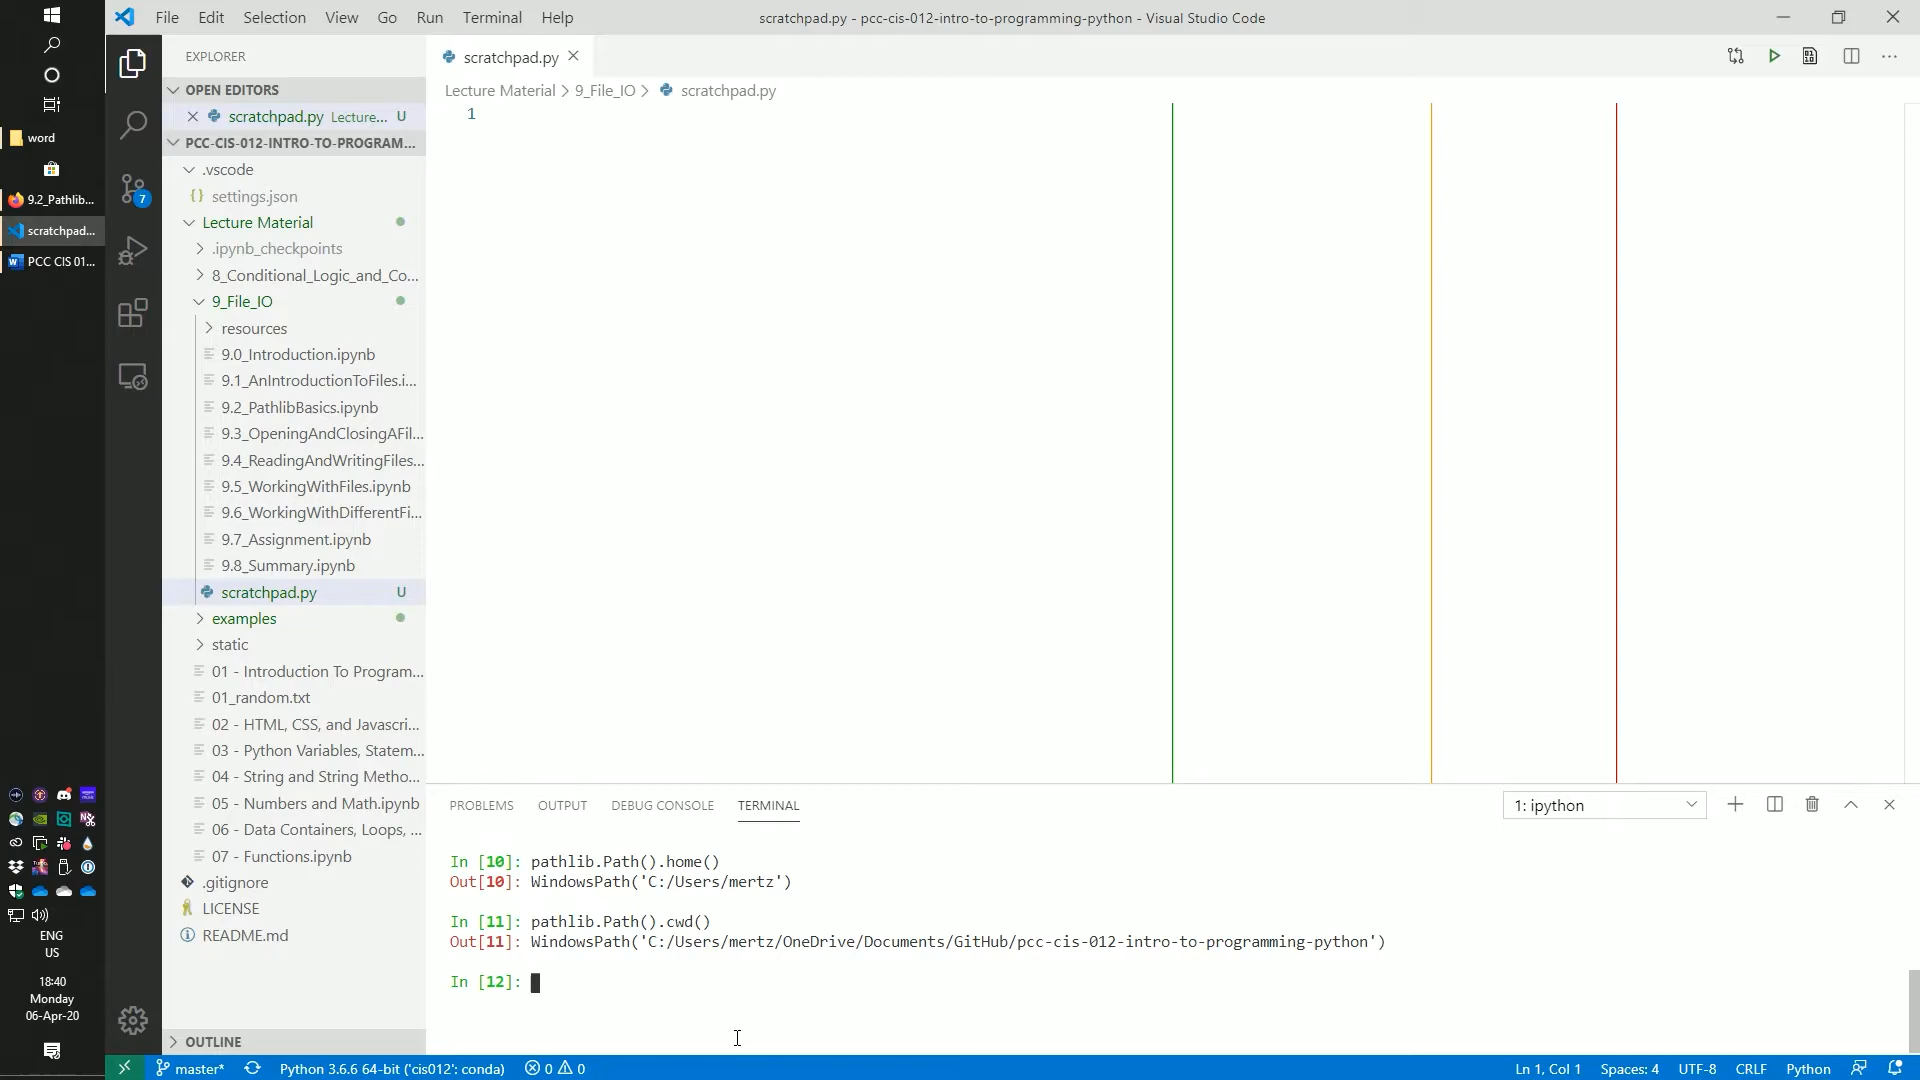 File Edit Selection View Go Run Terminal Help
scratchpad.py - pcc-cis-012-intro-to-programming-python - Visual Studio Code
word
9.2_Pathlib...
scratchpad...
PCC CIS 01...
ENG
US
18:40
Monday
06-Apr-20
7
EXPLORER
OPEN EDITORS
scratchpad.py Lecture... U
PCC-CIS-012-INTRO-TO-PROGRAM...
.vscode
{} settings.json
Lecture Material
.ipynb_checkpoints
8_Conditional_Logic_and_Co...
9_File_IO
resources
9.0_Introduction.ipynb
9.1_AnIntroductionToFiles.i...
9.2_PathlibBasics.ipynb
9.3_OpeningAndClosingAFil...
9.4_ReadingAndWritingFiles...
9.5_WorkingWithFiles.ipynb
9.6_WorkingWithDifferentFi...
9.7_Assignment.ipynb
9.8_Summary.ipynb
scratchpad.py U
examples
static
01 - Introduction To Program...
01_random.txt
02 - HTML, CSS, and Javascri...
03 - Python Variables, Statem...
04 - String and String Metho...
05 - Numbers and Math.ipynb
06 - Data Containers, Loops, ...
07 - Functions.ipynb
.gitignore
LICENSE
README.md
OUTLINE
scratchpad.py
Lecture Material > 9_File_IO > scratchpad.py
1
PROBLEMS OUTPUT DEBUG CONSOLE TERMINAL
1: ipython
In [10]: pathlib.Path().home()
Out[10]: WindowsPath('C:/Users/mertz')
In [11]: pathlib.Path().cwd()
Out[11]: WindowsPath('C:/Users/mertz/OneDrive/Documents/GitHub/pcc-cis-012-intro-to-programming-python')
In [12]:
master* Python 3.6.6 64-bit ('cis012': conda) 0 0
Ln 1, Col 1 Spaces: 4 UTF-8 CRLF Python